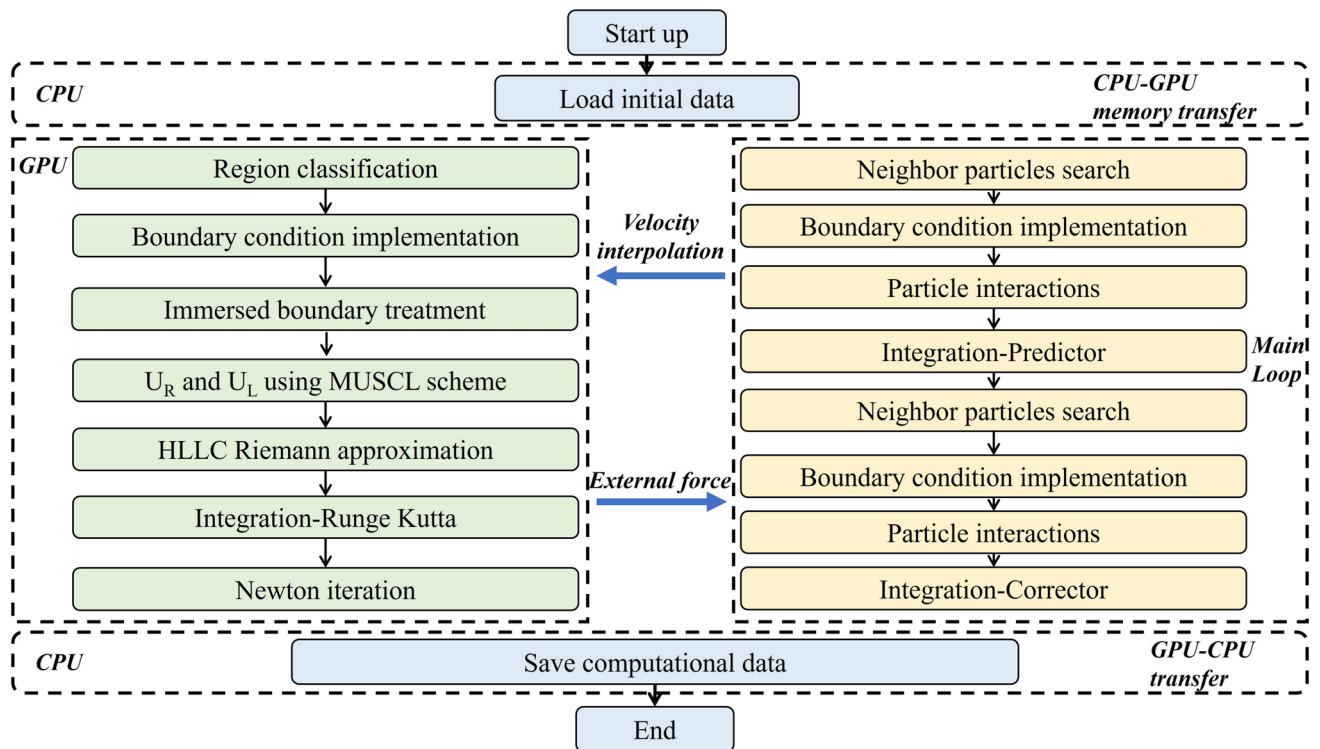 Start up
CPU
Load initial data
CPU-GPU
memory transfer
GPU
Region classification
Boundary condition implementation
Immersed boundary treatment
U_R and U_L using MUSCL scheme
HLLC Riemann approximation
Integration-Runge Kutta
Newton iteration
Velocity
interpolation
External force
Neighbor particles search
Boundary condition implementation
Particle interactions
Integration-Predictor
Neighbor particles search
Boundary condition implementation
Particle interactions
Integration-Corrector
Main
Loop
CPU
Save computational data
GPU-CPU
transfer
End